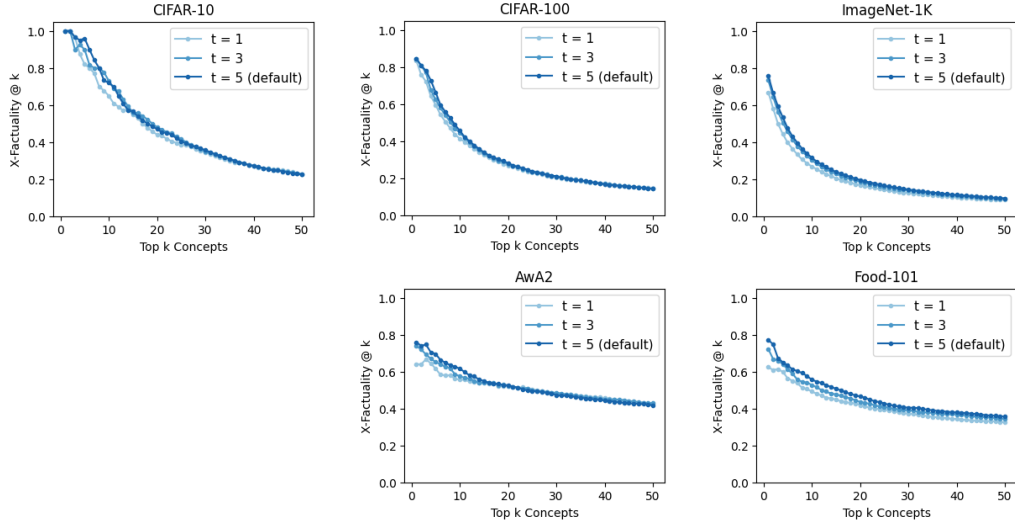 CIFAR-10
1.0
0.8
0.6
0.4
0.2
0.0
X-Factuality @ k
t = 1
t = 3
t = 5 (default)
0 10 20 30 40 50
Top k Concepts
CIFAR-100
1.0
0.8
0.6
0.4
0.2
0.0
X-Factuality @ k
t = 1
t = 3
t = 5 (default)
0 10 20 30 40 50
Top k Concepts
ImageNet-1K
1.0
0.8
0.6
0.4
0.2
0.0
X-Factuality @ k
t = 1
t = 3
t = 5 (default)
0 10 20 30 40 50
Top k Concepts
AwA2
1.0
0.8
0.6
0.4
0.2
0.0
X-Factuality @ k
t = 1
t = 3
t = 5 (default)
0 10 20 30 40 50
Top k Concepts
Food-101
1.0
0.8
0.6
0.4
0.2
0.0
X-Factuality @ k
t = 1
t = 3
t = 5 (default)
0 10 20 30 40 50
Top k Concepts